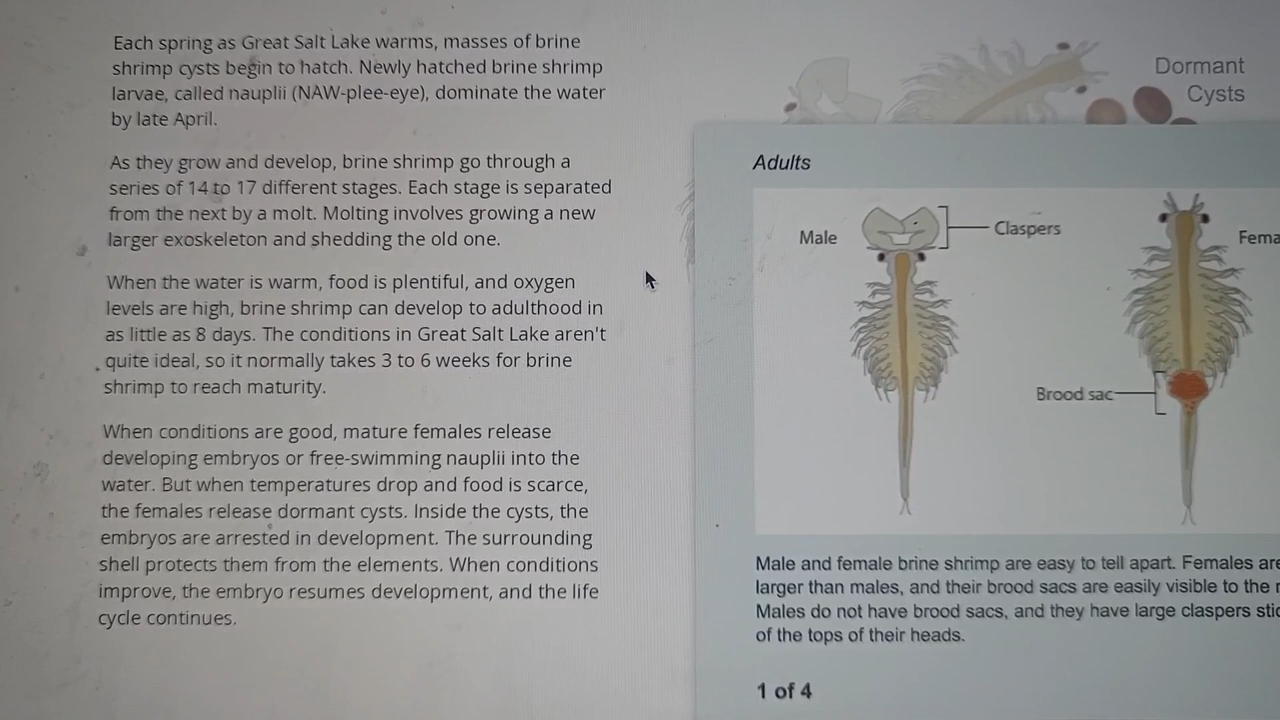 Each spring as Great Salt Lake warms, masses of brine
shrimp cysts begin to hatch. Newly hatched brine shrimp
larvae, called nauplii (NAW-plee-eye), dominate the water
by late April.
As they grow and develop, brine shrimp go through a
series of 14 to 17 different stages. Each stage is separated
from the next by a molt. Molting involves growing a new
larger exoskeleton and shedding the old one.
When the water is warm, food is plentiful, and oxygen
levels are high, brine shrimp can develop to adulthood in
as little as 8 days. The conditions in Great Salt Lake aren't
quite ideal, so it normally takes 3 to 6 weeks for brine
shrimp to reach maturity.
When conditions are good, mature females release
developing embryos or free-swimming nauplii into the
water. But when temperatures drop and food is scarce,
the females release dormant cysts. Inside the cysts, the
embryos are arrested in development. The surrounding
shell protects them from the elements. When conditions
improve, the embryo resumes development, and the life
cycle continues.
Dormant
Cysts
Adults
Male
Claspers
Fema
Brood sac
Male and female brine shrimp are easy to tell apart. Females are
larger than males, and their brood sacs are easily visible to the
Males do not have brood sacs, and they have large claspers
of the tops of their heads.
1 of 4